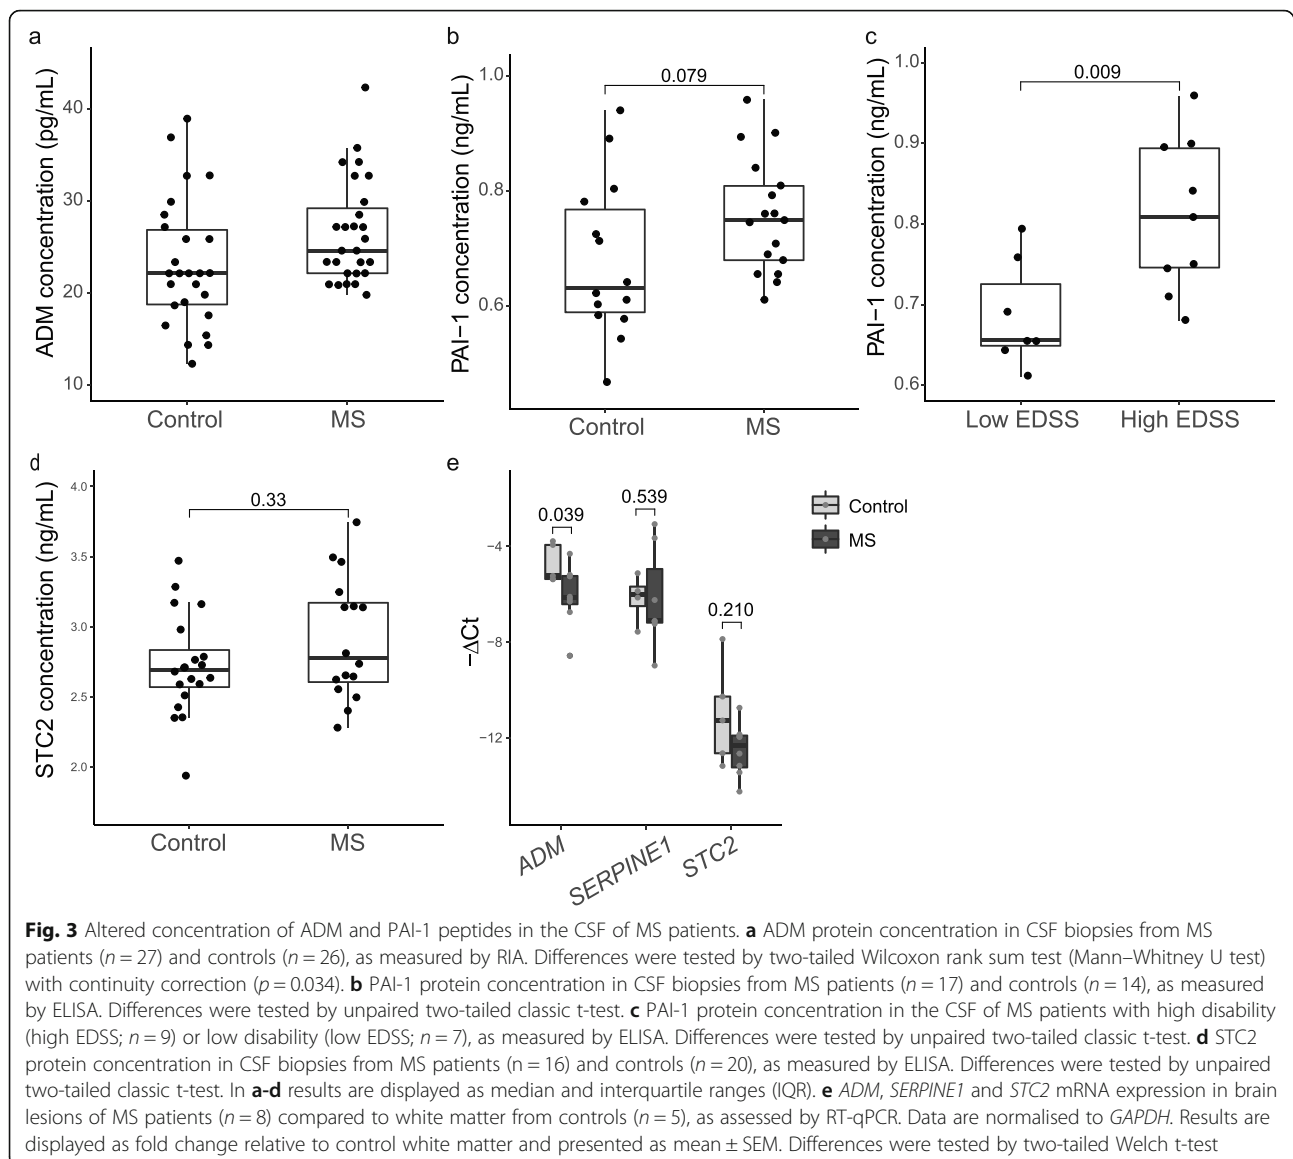 a
ADM concentration (pg/mL)
40
30
20
10
Control
MS
b
PAI−1 concentration (ng/mL)
1.0
0.8
0.6
0.079
Control
MS
c
PAI−1 concentration (ng/mL)
1.0
0.9
0.8
0.7
0.6
0.009
Low EDSS
High EDSS
d
STC2 concentration (ng/mL)
4.0
3.5
3.0
2.5
2.0
0.33
Control
MS
e
−ΔCt
−4
−8
−12
0.039
0.539
0.210
ADM
SERPINE1
STC2
Control
MS
Fig. 3 Altered concentration of ADM and PAI-1 peptides in the CSF of MS patients. a ADM protein concentration in CSF biopsies from MS
patients (n = 27) and controls (n = 26), as measured by RIA. Differences were tested by two-tailed Wilcoxon rank sum test (Mann–Whitney U test)
with continuity correction (p = 0.034). b PAI-1 protein concentration in CSF biopsies from MS patients (n = 17) and controls (n = 14), as measured
by ELISA. Differences were tested by unpaired two-tailed classic t-test. c PAI-1 protein concentration in the CSF of MS patients with high disability
(high EDSS; n = 9) or low disability (low EDSS; n = 7), as measured by ELISA. Differences were tested by unpaired two-tailed classic t-test. d STC2
protein concentration in CSF biopsies from MS patients (n = 16) and controls (n = 20), as measured by ELISA. Differences were tested by unpaired
two-tailed classic t-test. In a-d results are displayed as median and interquartile ranges (IQR). e ADM, SERPINE1 and STC2 mRNA expression in brain
lesions of MS patients (n = 8) compared to white matter from controls (n = 5), as assessed by RT-qPCR. Data are normalised to GAPDH. Results are
displayed as fold change relative to control white matter and presented as mean ± SEM. Differences were tested by two-tailed Welch t-test